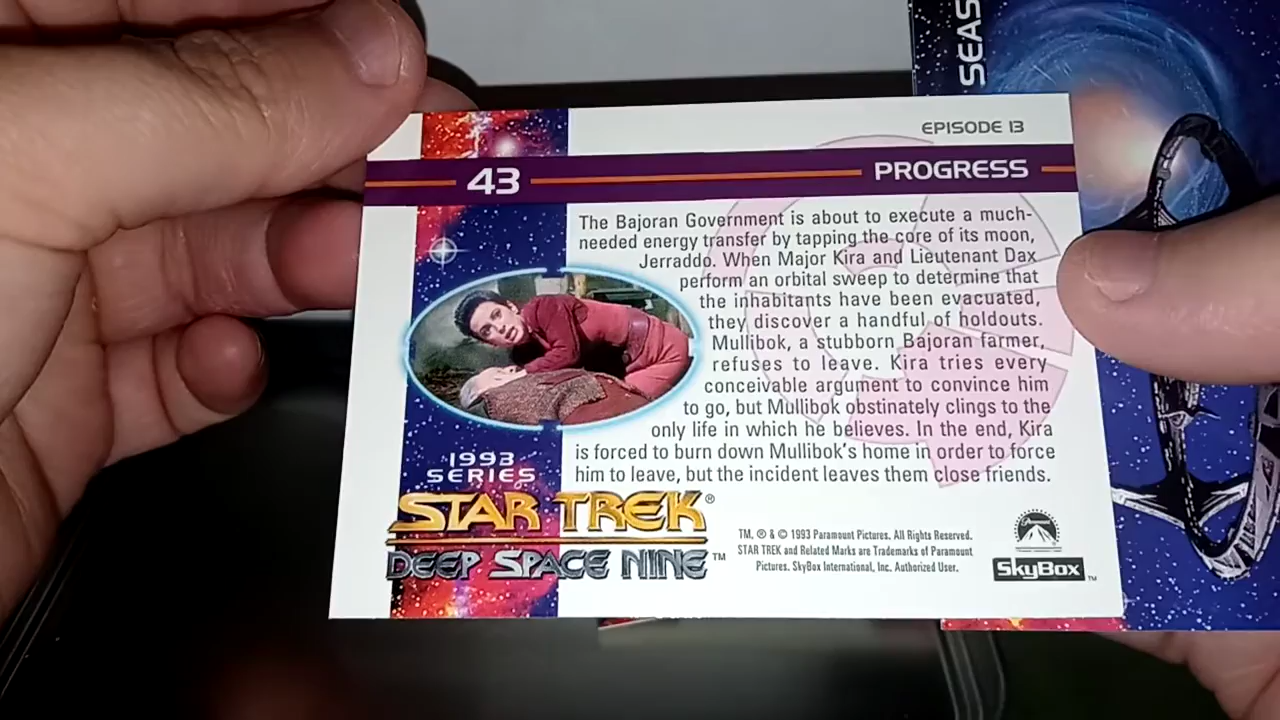 SEAS
EPISODE 13
43
PROGRESS
The Bajoran Government is about to execute a much-
needed energy transfer by tapping the core of its moon,
Jerraddo. When Major Kira and Lieutenant Dax
perform an orbital sweep to determine that
the inhabitants have been evacuated,
they discover a handful of holdouts.
Mullibok, a stubborn Bajoran farmer,
refuses to leave. Kira tries every
conceivable argument to convince him
to go, but Mullibok obstinately clings to the
only life in which he believes. In the end, Kira
is forced to burn down Mullibok's home in order to force
him to leave, but the incident leaves them close friends.
1993
SERIES
STAR TREK®
DEEP SPACE NINE™
TM, ® & © 1993 Paramount Pictures. All Rights Reserved.
STAR TREK and Related Marks are Trademarks of Paramount
Pictures. SkyBox International, Inc. Authorized User.
Paramount
SkyBox™